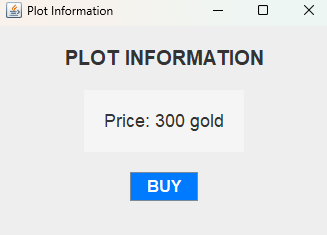 Plot Information
PLOT INFORMATION
Price: 300 gold
BUY